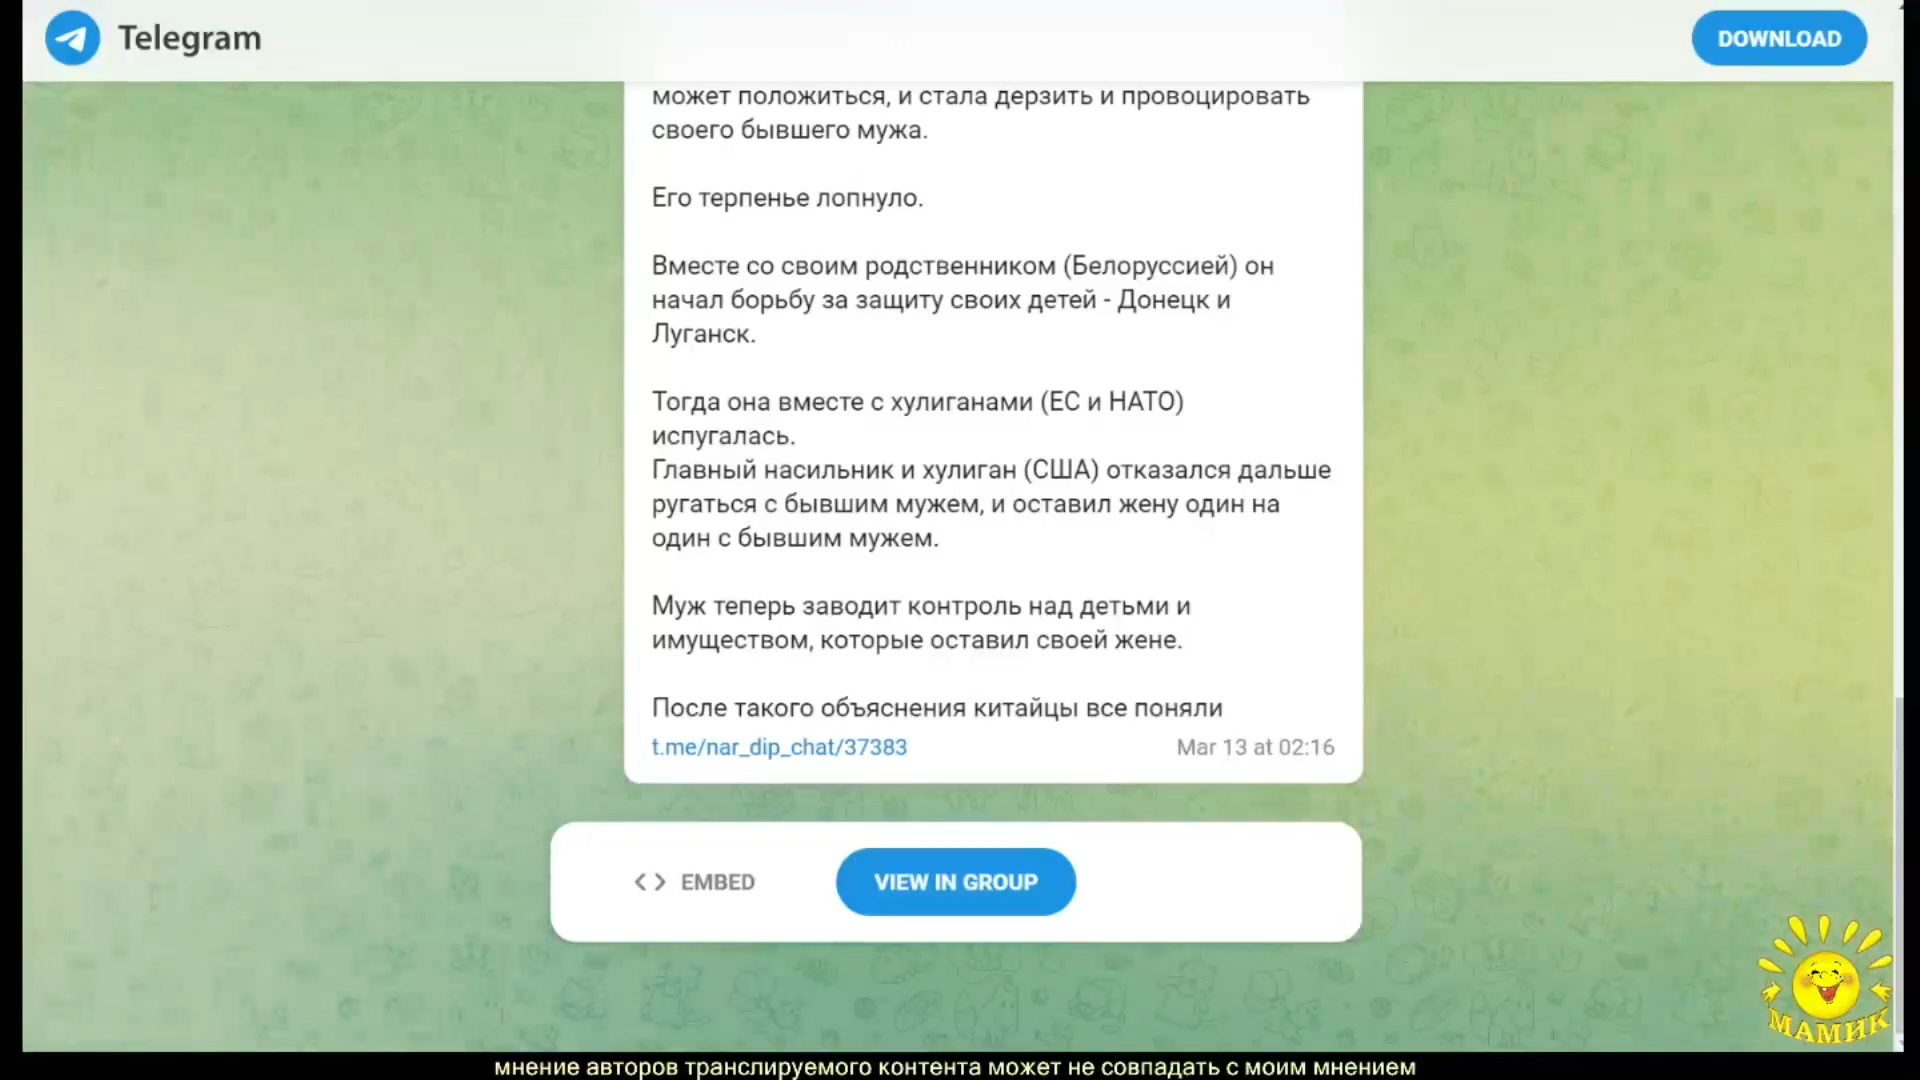 Telegram
DOWNLOAD
может положиться, и стала дерзить и провоцировать
своего бывшего мужа.
Его терпенье лопнуло.
Вместе со своим родственником (Белоруссией) он
начал борьбу за защиту своих детей - Донецк и
Луганск.
Тогда она вместе с хулиганами (ЕС и НАТО)
испугалась.
Главный насильник и хулиган (США) отказался дальше
ругаться с бывшим мужем, и оставил жену один на
один с бывшим мужем.
Муж теперь заводит контроль над детьми и
имуществом, которые оставил своей жене.
После такого объяснения китайцы все поняли
t.me/nar_dip_chat/37383
Mar 13 at 02:16
EMBED
VIEW IN GROUP
МАМИК
мнение авторов транслируемого контента может не совпадать с моим мнением